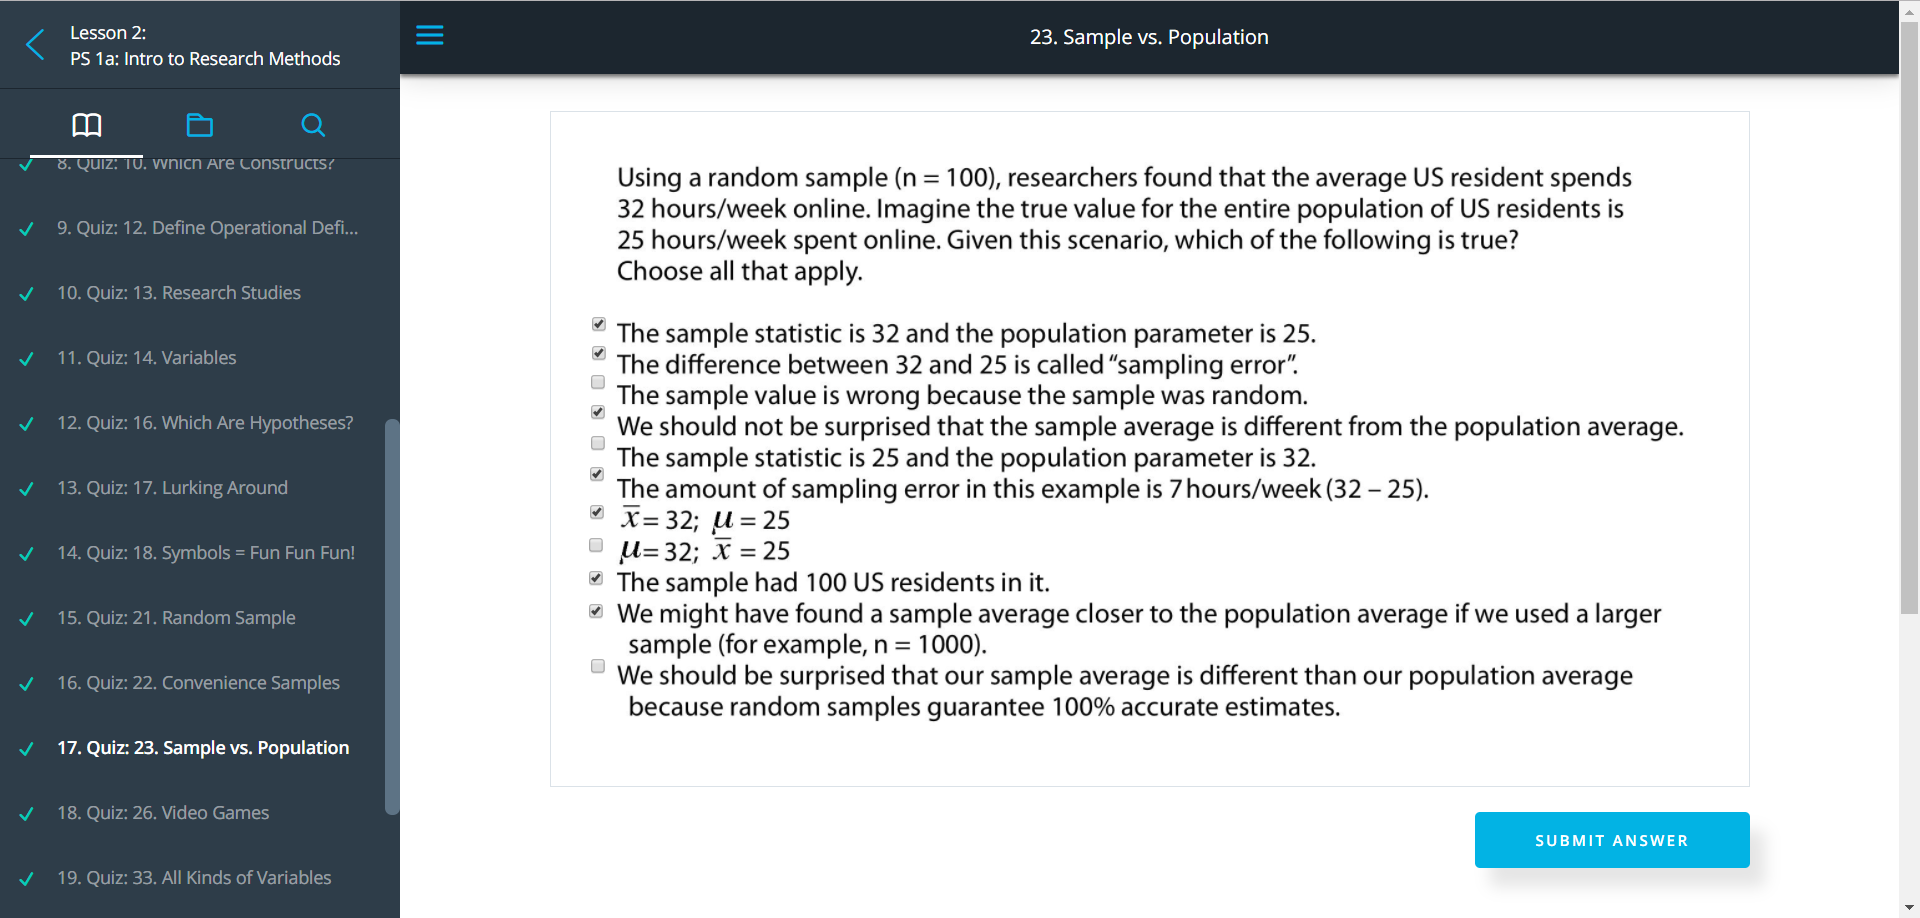 Lesson 2:
PS 1a: Intro to Research Methods
8. Quiz: 10. Which Are Constructs?
9. Quiz: 12. Define Operational Defi...
10. Quiz: 13. Research Studies
11. Quiz: 14. Variables
12. Quiz: 16. Which Are Hypotheses?
13. Quiz: 17. Lurking Around
14. Quiz: 18. Symbols = Fun Fun Fun!
15. Quiz: 21. Random Sample
16. Quiz: 22. Convenience Samples
17. Quiz: 23. Sample vs. Population
18. Quiz: 26. Video Games
19. Quiz: 33. All Kinds of Variables
23. Sample vs. Population
Using a random sample (n = 100), researchers found that the average US resident spends
32 hours/week online. Imagine the true value for the entire population of US residents is
25 hours/week spent online. Given this scenario, which of the following is true?
Choose all that apply.
The sample statistic is 32 and the population parameter is 25.
The difference between 32 and 25 is called “sampling error”.
The sample value is wrong because the sample was random.
We should not be surprised that the sample average is different from the population average.
The sample statistic is 25 and the population parameter is 32.
The amount of sampling error in this example is 7 hours/week (32 – 25).
x̅ = 32; μ = 25
μ = 32; x̅ = 25
The sample had 100 US residents in it.
We might have found a sample average closer to the population average if we used a larger
sample (for example, n = 1000).
We should be surprised that our sample average is different than our population average
because random samples guarantee 100% accurate estimates.
SUBMIT ANSWER